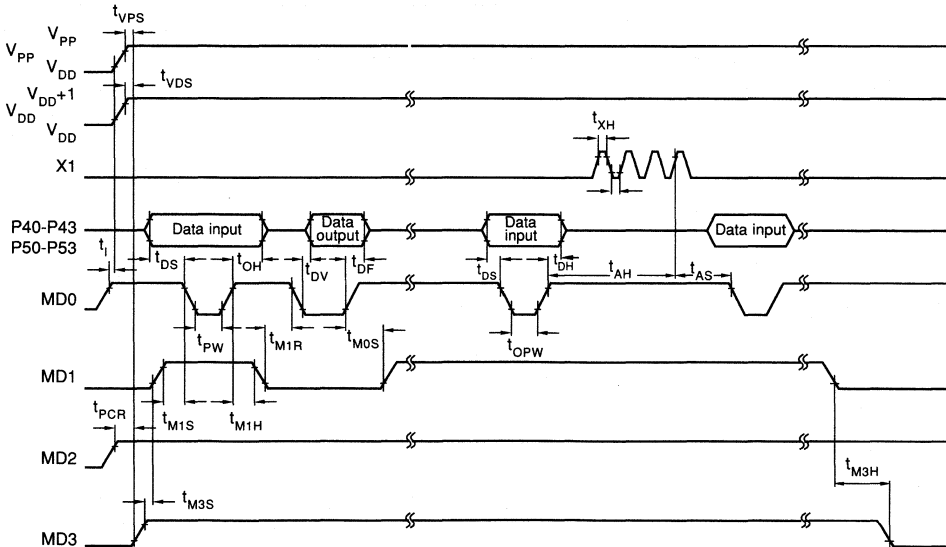 tVPS
VPP
VPP
VDD
tVDS
VDD+1
VDD
VDD
tXH
X1
P40-P43
P50-P53
Data input
Data output
Data input
Data input
tI
tDS
tOH
tDV
tDF
tDS
tDH
tAH
tAS
MD0
tPW
tM1R
tM0S
tOPW
MD1
tPCR
tM1S
tM1H
MD2
tM3S
tM3H
MD3